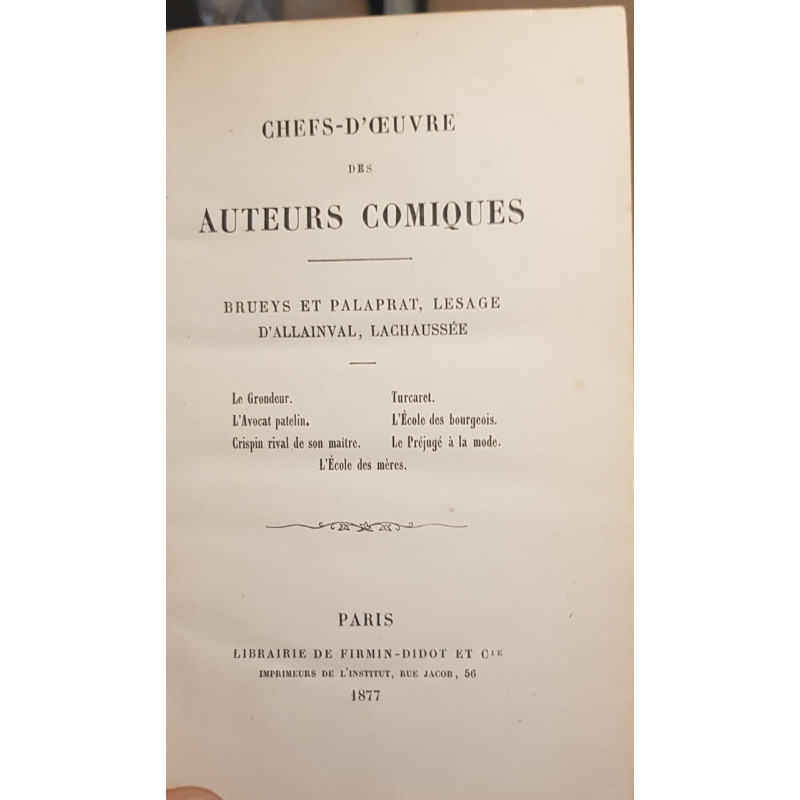 CHEFS-D'ŒUVRE
DES
AUTEURS COMIQUES
BRUEYS ET PALAPRAT, LESAGE
D'ALLAINVAL, LACHAUSSÉE
Le Grondeur. Turcaret.
L'Avocat patelin. L'École des bourgeois.
Crispin rival de son maître. Le Préjugé à la mode.
L'École des mères.
PARIS
LIBRAIRIE DE FIRMIN-DIDOT ET Cie
IMPRIMEURS DE L'INSTITUT, RUE JACOB, 56
1877